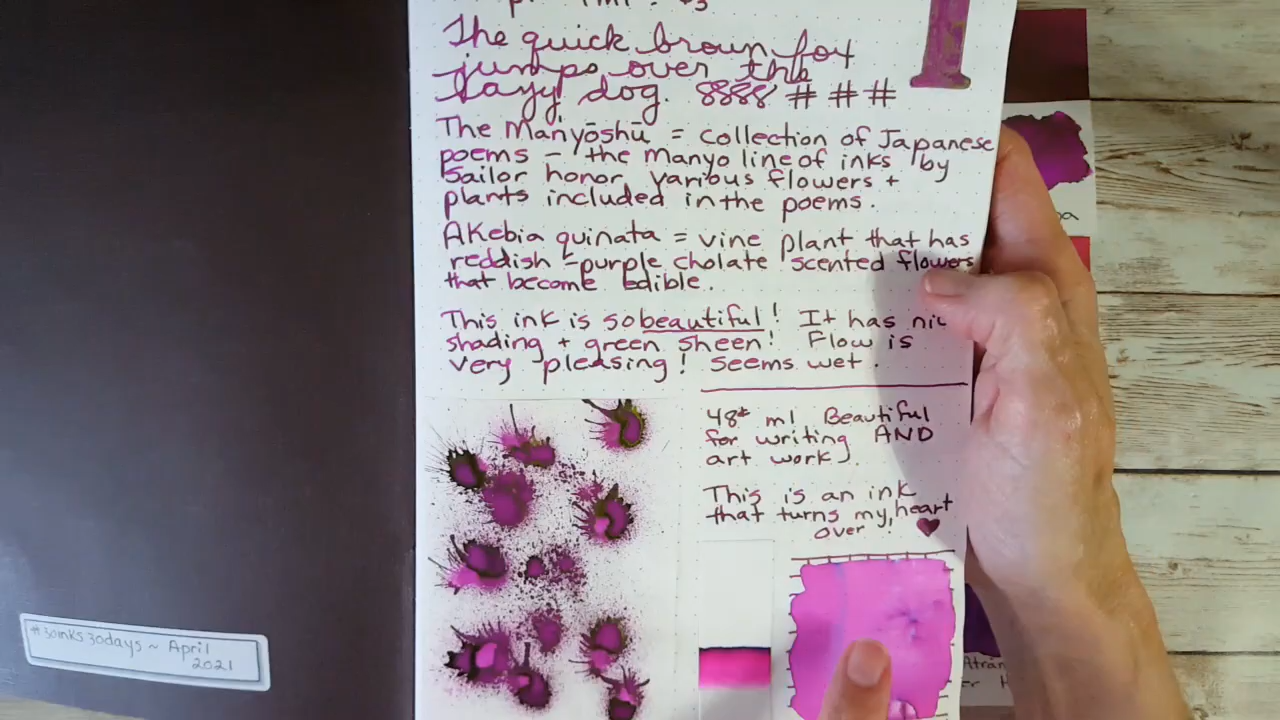 The quick brown fox
jumps over the
lazy dog. 8888 # # #
The Man'yōshū = collection of Japanese
poems – the manyo line of inks by
Sailor honor various flowers +
plants included in the poems.
Akebia quinata = vine plant that has
reddish-purple cholate scented flowers
that become edible.
This ink is so beautiful! It has
shading + green sheen! Flow is
very pleasing! Seems wet.
48* ml Beautiful
for writing AND
art work.
This is an ink
that turns my heart
over!
#30inks30days ~ April
2021